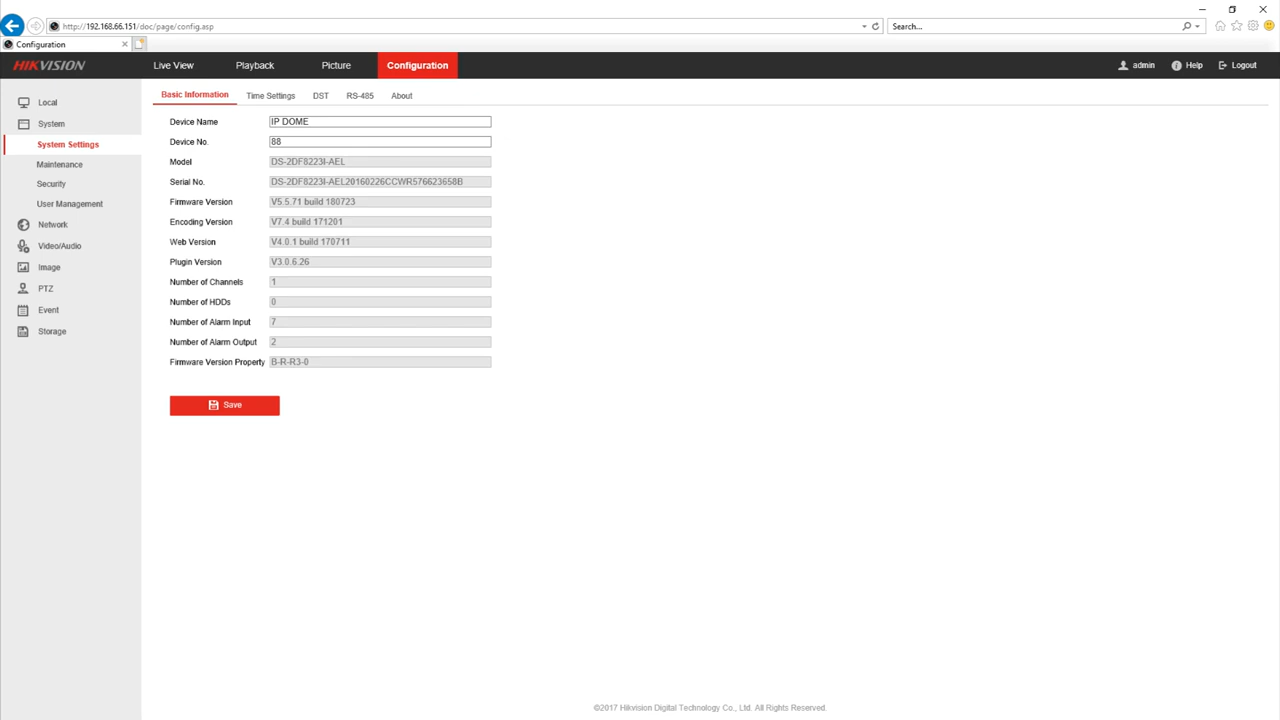 http://192.168.66.151/doc/page/config.asp
Search...
Configuration
HIKVISION
Live View
Playback
Picture
Configuration
admin
Help
Logout
Local
System
System Settings
Maintenance
Security
User Management
Network
Video/Audio
Image
PTZ
Event
Storage
Basic Information
Time Settings
DST
RS-485
About
Device Name IP DOME
Device No. 88
Model DS-2DF8223I-AEL
Serial No. DS-2DF8223I-AEL20160226CCWR576623658B
Firmware Version V5.5.71 build 180723
Encoding Version V7.4 build 171201
Web Version V4.0.1 build 170711
Plugin Version V3.0.6.26
Number of Channels 1
Number of HDDs 0
Number of Alarm Input 7
Number of Alarm Output 2
Firmware Version Property B-R-R3-0
Save
©2017 Hikvision Digital Technology Co., Ltd. All Rights Reserved.